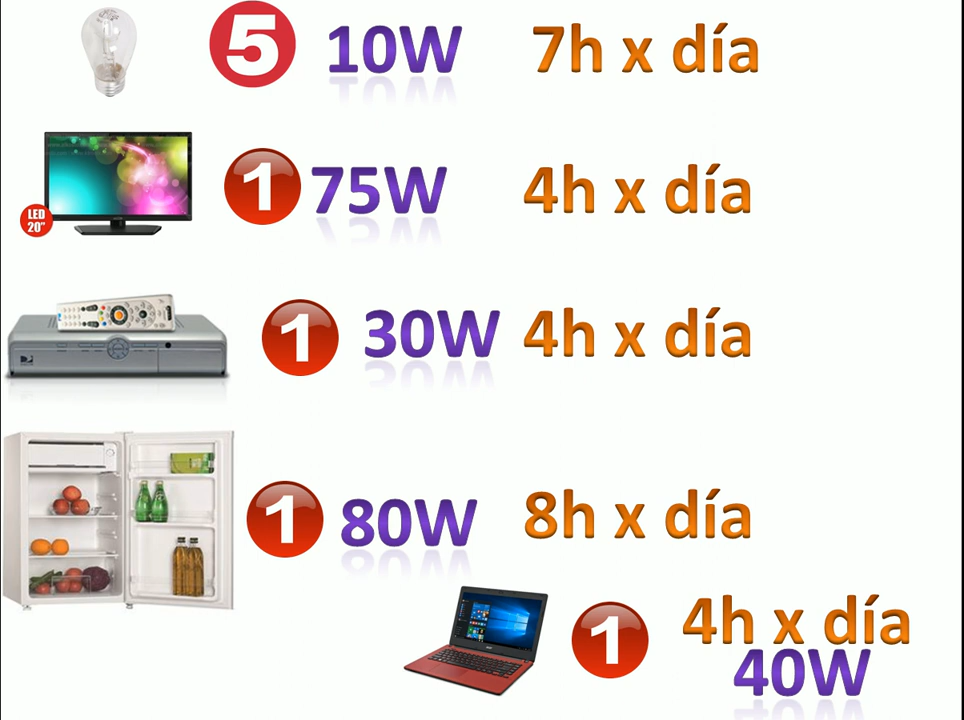 5 10W 7h x día
1 75W 4h x día
LED
20"
1 30W 4h x día
1 80W 8h x día
1 4h x día
40W